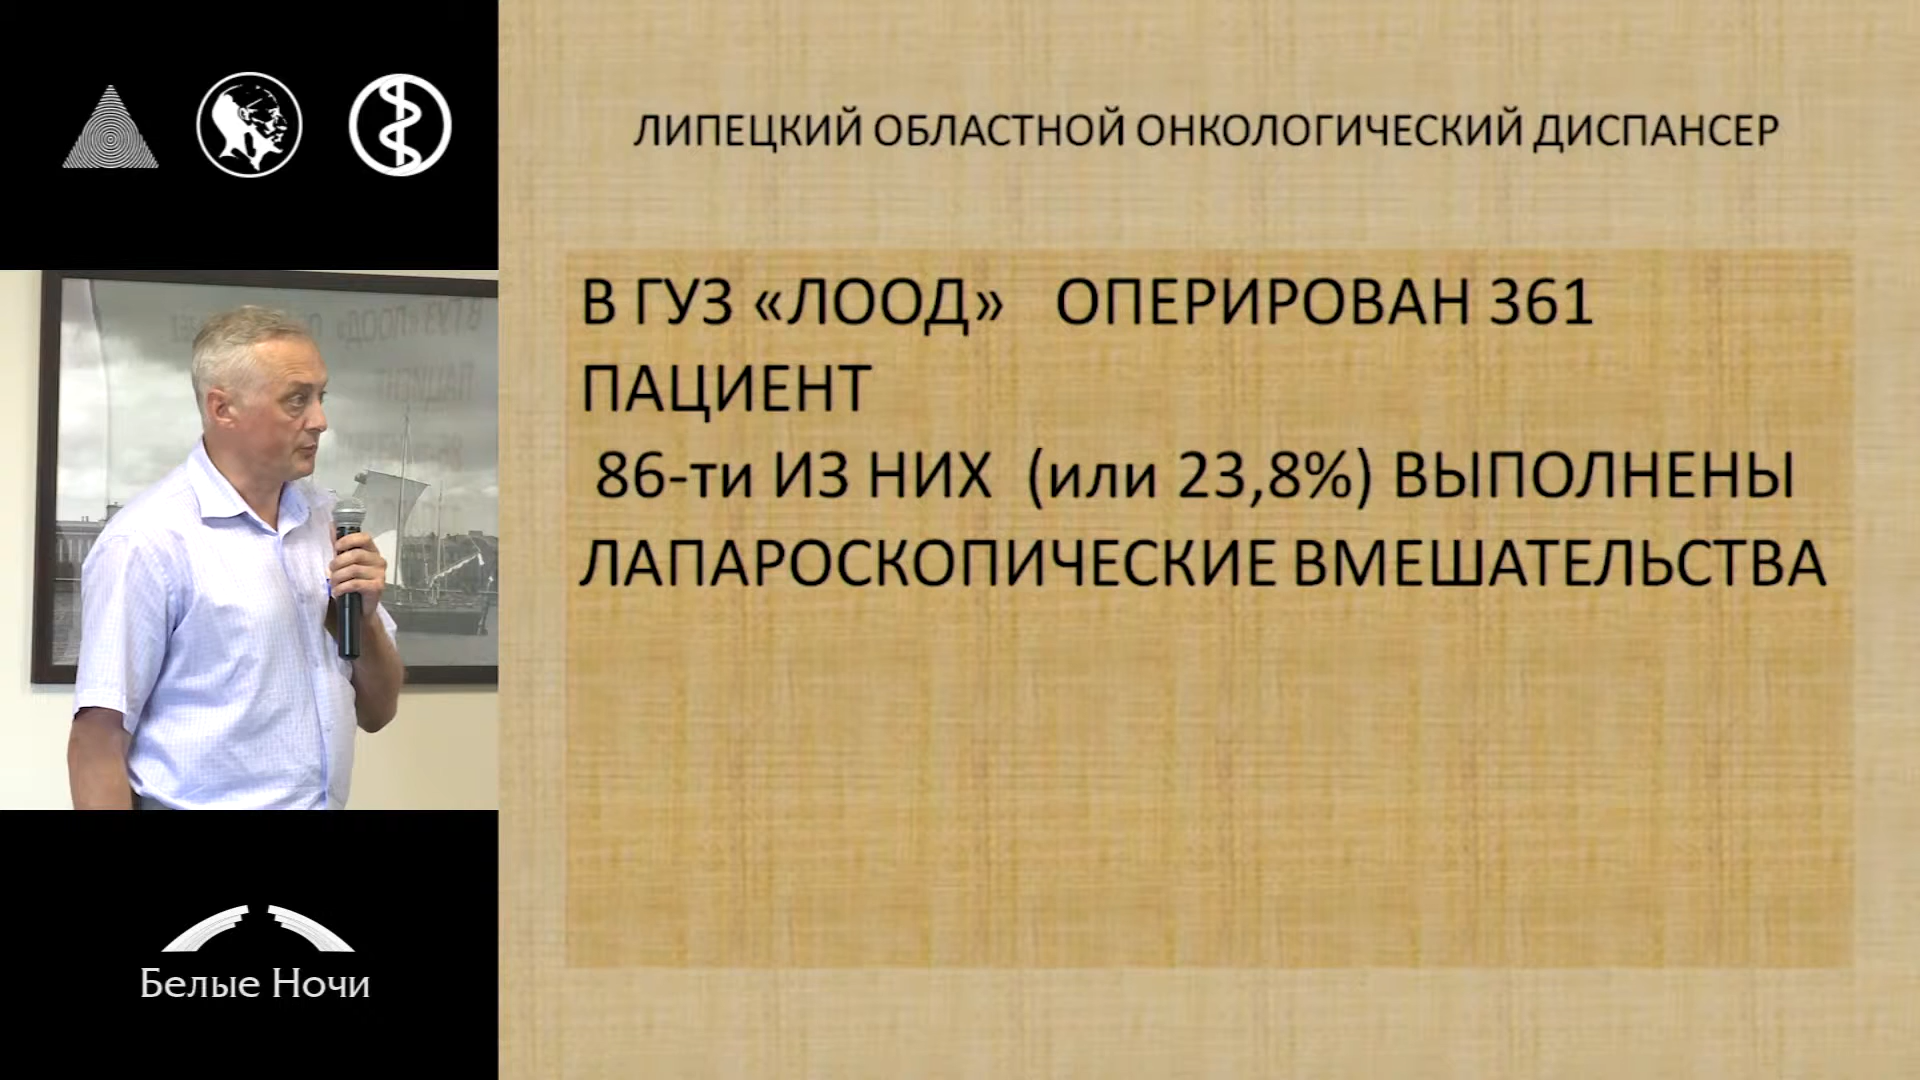 ЛИПЕЦКИЙ ОБЛАСТНОЙ ОНКОЛОГИЧЕСКИЙ ДИСПАНСЕР
В ГУЗ «ЛООД» ОПЕРИРОВАН 361
ПАЦИЕНТ
86-ти ИЗ НИХ (или 23,8%) ВЫПОЛНЕНЫ
ЛАПАРОСКОПИЧЕСКИЕ ВМЕШАТЕЛЬСТВА
Белые Ночи